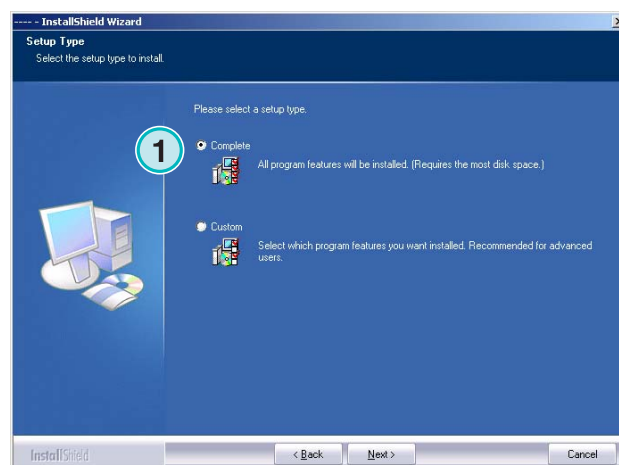 ---- - InstallShield Wizard
Setup Type
Select the setup type to install.
Please select a setup type.
1
Complete
All program features will be installed. (Requires the most disk space.)
Custom
Select which program features you want installed. Recommended for advanced
users.
InstallShield
< Back
Next >
Cancel